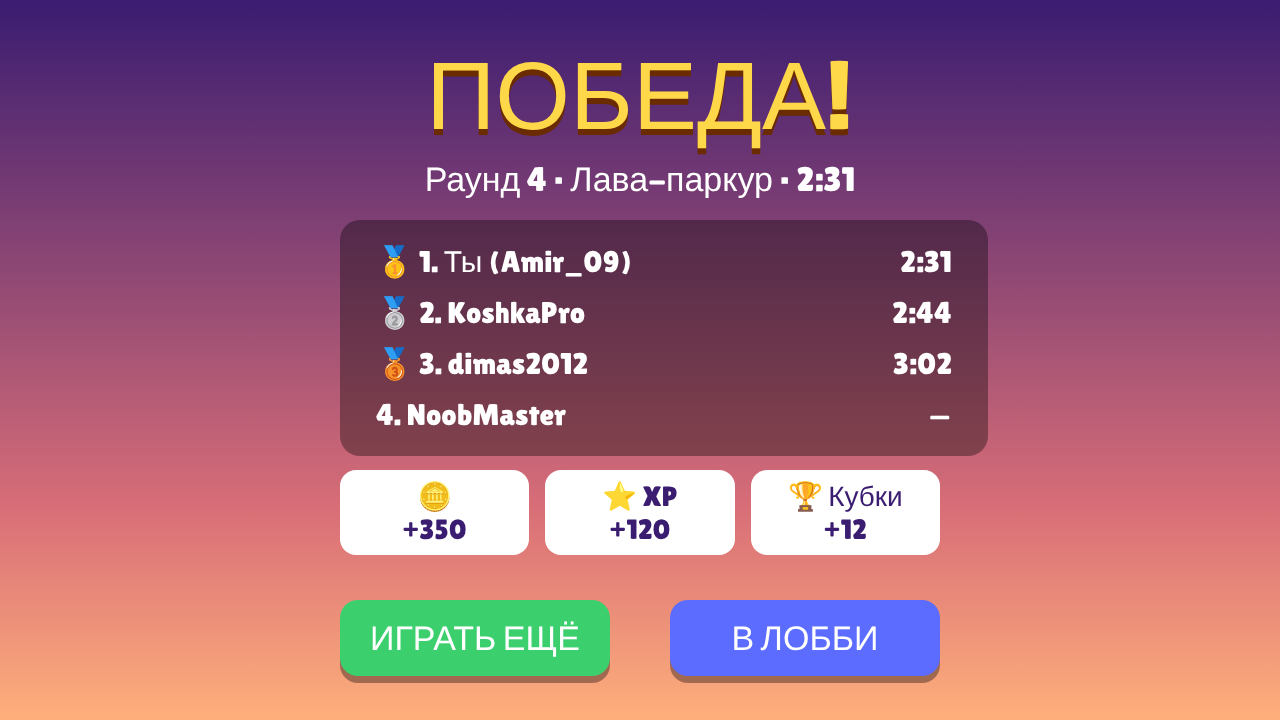 ПОБЕДА!
Раунд 4 • Лава-паркур • 2:31
🥇 1. Ты (Amir_09) 2:31
🥈 2. KoshkaPro 2:44
🥉 3. dimas2012 3:02
4. NoobMaster —
🪙 ⭐ XP 🏆 Кубки
+350 +120 +12
ИГРАТЬ ЕЩЁ В ЛОББИ